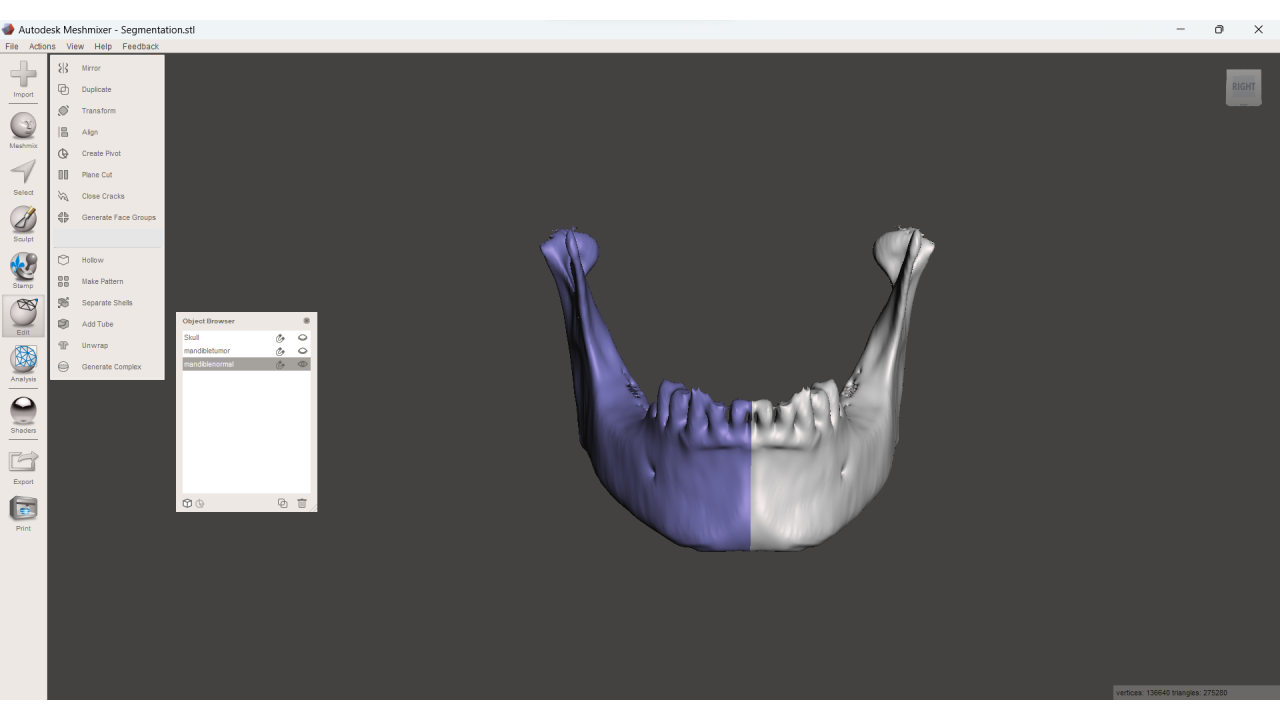 Autodesk Meshmixer - Segmentation.stl
File Actions View Help Feedback
Import
Meshmix
Select
Sculpt
Stamp
Edit
Analysis
Shaders
Export
Print
Mirror
Duplicate
Transform
Align
Create Pivot
Plane Cut
Close Cracks
Generate Face Groups
Hollow
Make Pattern
Separate Shells
Add Tube
Unwrap
Generate Complex
Object Browser
Skull
mandibletumor
mandiblenormal
RIGHT
vertices: 136640 triangles: 275280